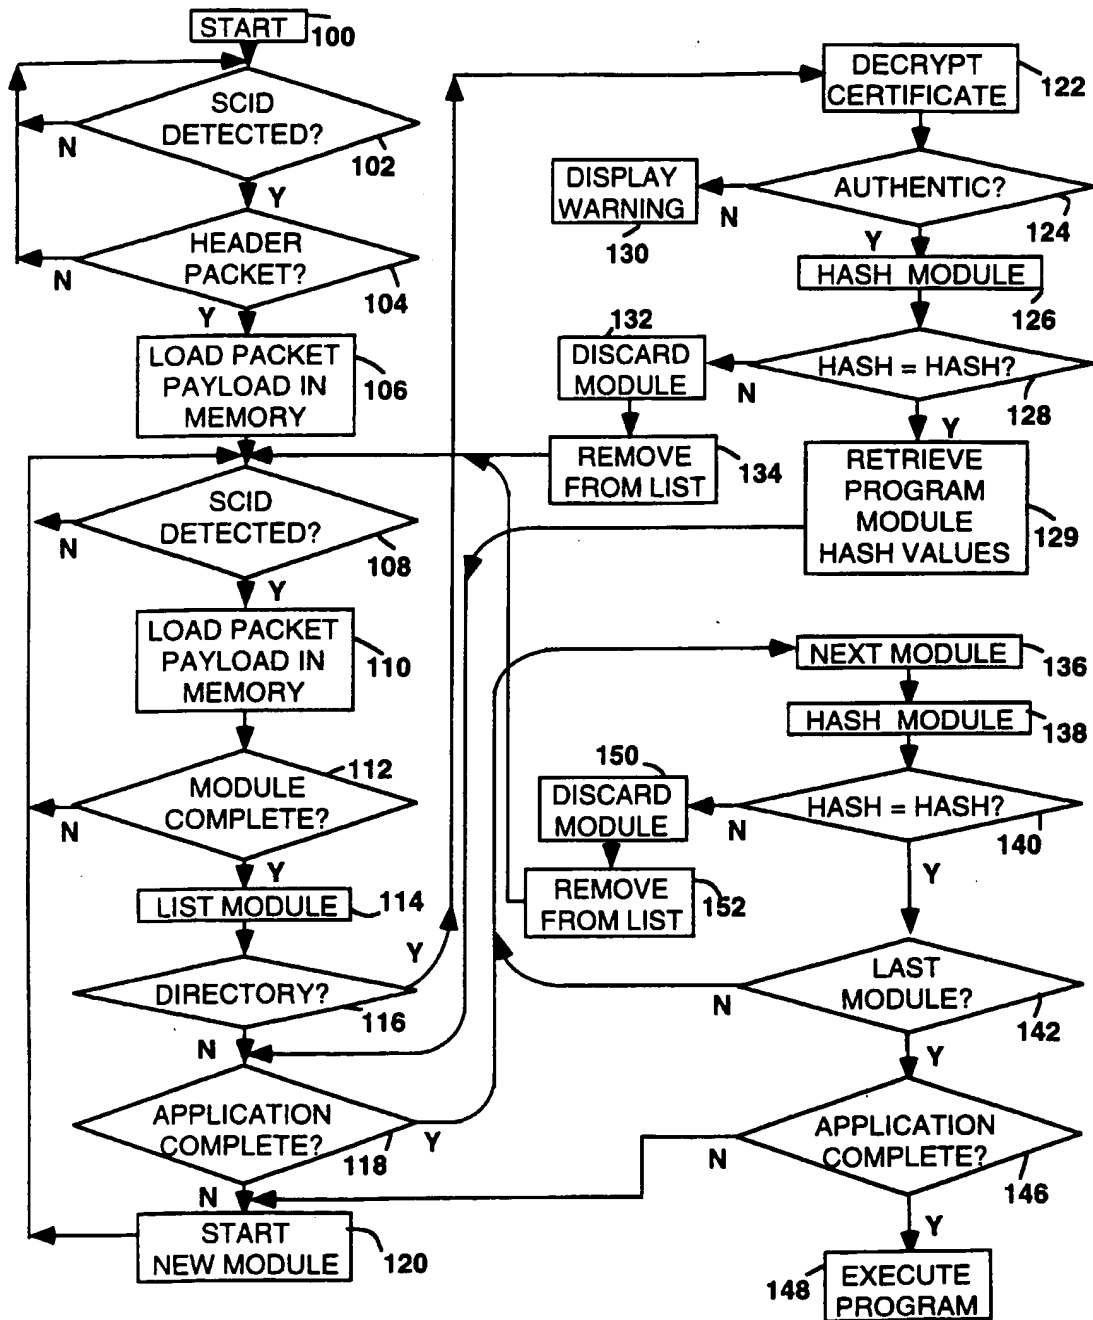 START
100
SCID
DETECTED?
102
N
Y
HEADER
PACKET?
104
N
Y
LOAD PACKET
PAYLOAD IN
MEMORY
106
SCID
DETECTED?
108
N
Y
LOAD PACKET
PAYLOAD IN
MEMORY
110
112
MODULE
COMPLETE?
N
Y
LIST MODULE
114
Y
DIRECTORY?
116
N
APPLICATION
COMPLETE?
118
Y
N
START
NEW MODULE
120
DECRYPT
CERTIFICATE
122
AUTHENTIC?
124
N
Y
DISPLAY
WARNING
130
HASH MODULE
126
HASH = HASH?
128
N
Y
132
DISCARD
MODULE
REMOVE
FROM LIST
134
RETRIEVE
PROGRAM
MODULE
HASH VALUES
129
NEXT MODULE
136
HASH MODULE
138
HASH = HASH?
140
N
Y
150
DISCARD
MODULE
REMOVE
FROM LIST
152
LAST
MODULE?
142
N
Y
APPLICATION
COMPLETE?
146
N
Y
EXECUTE
PROGRAM
148